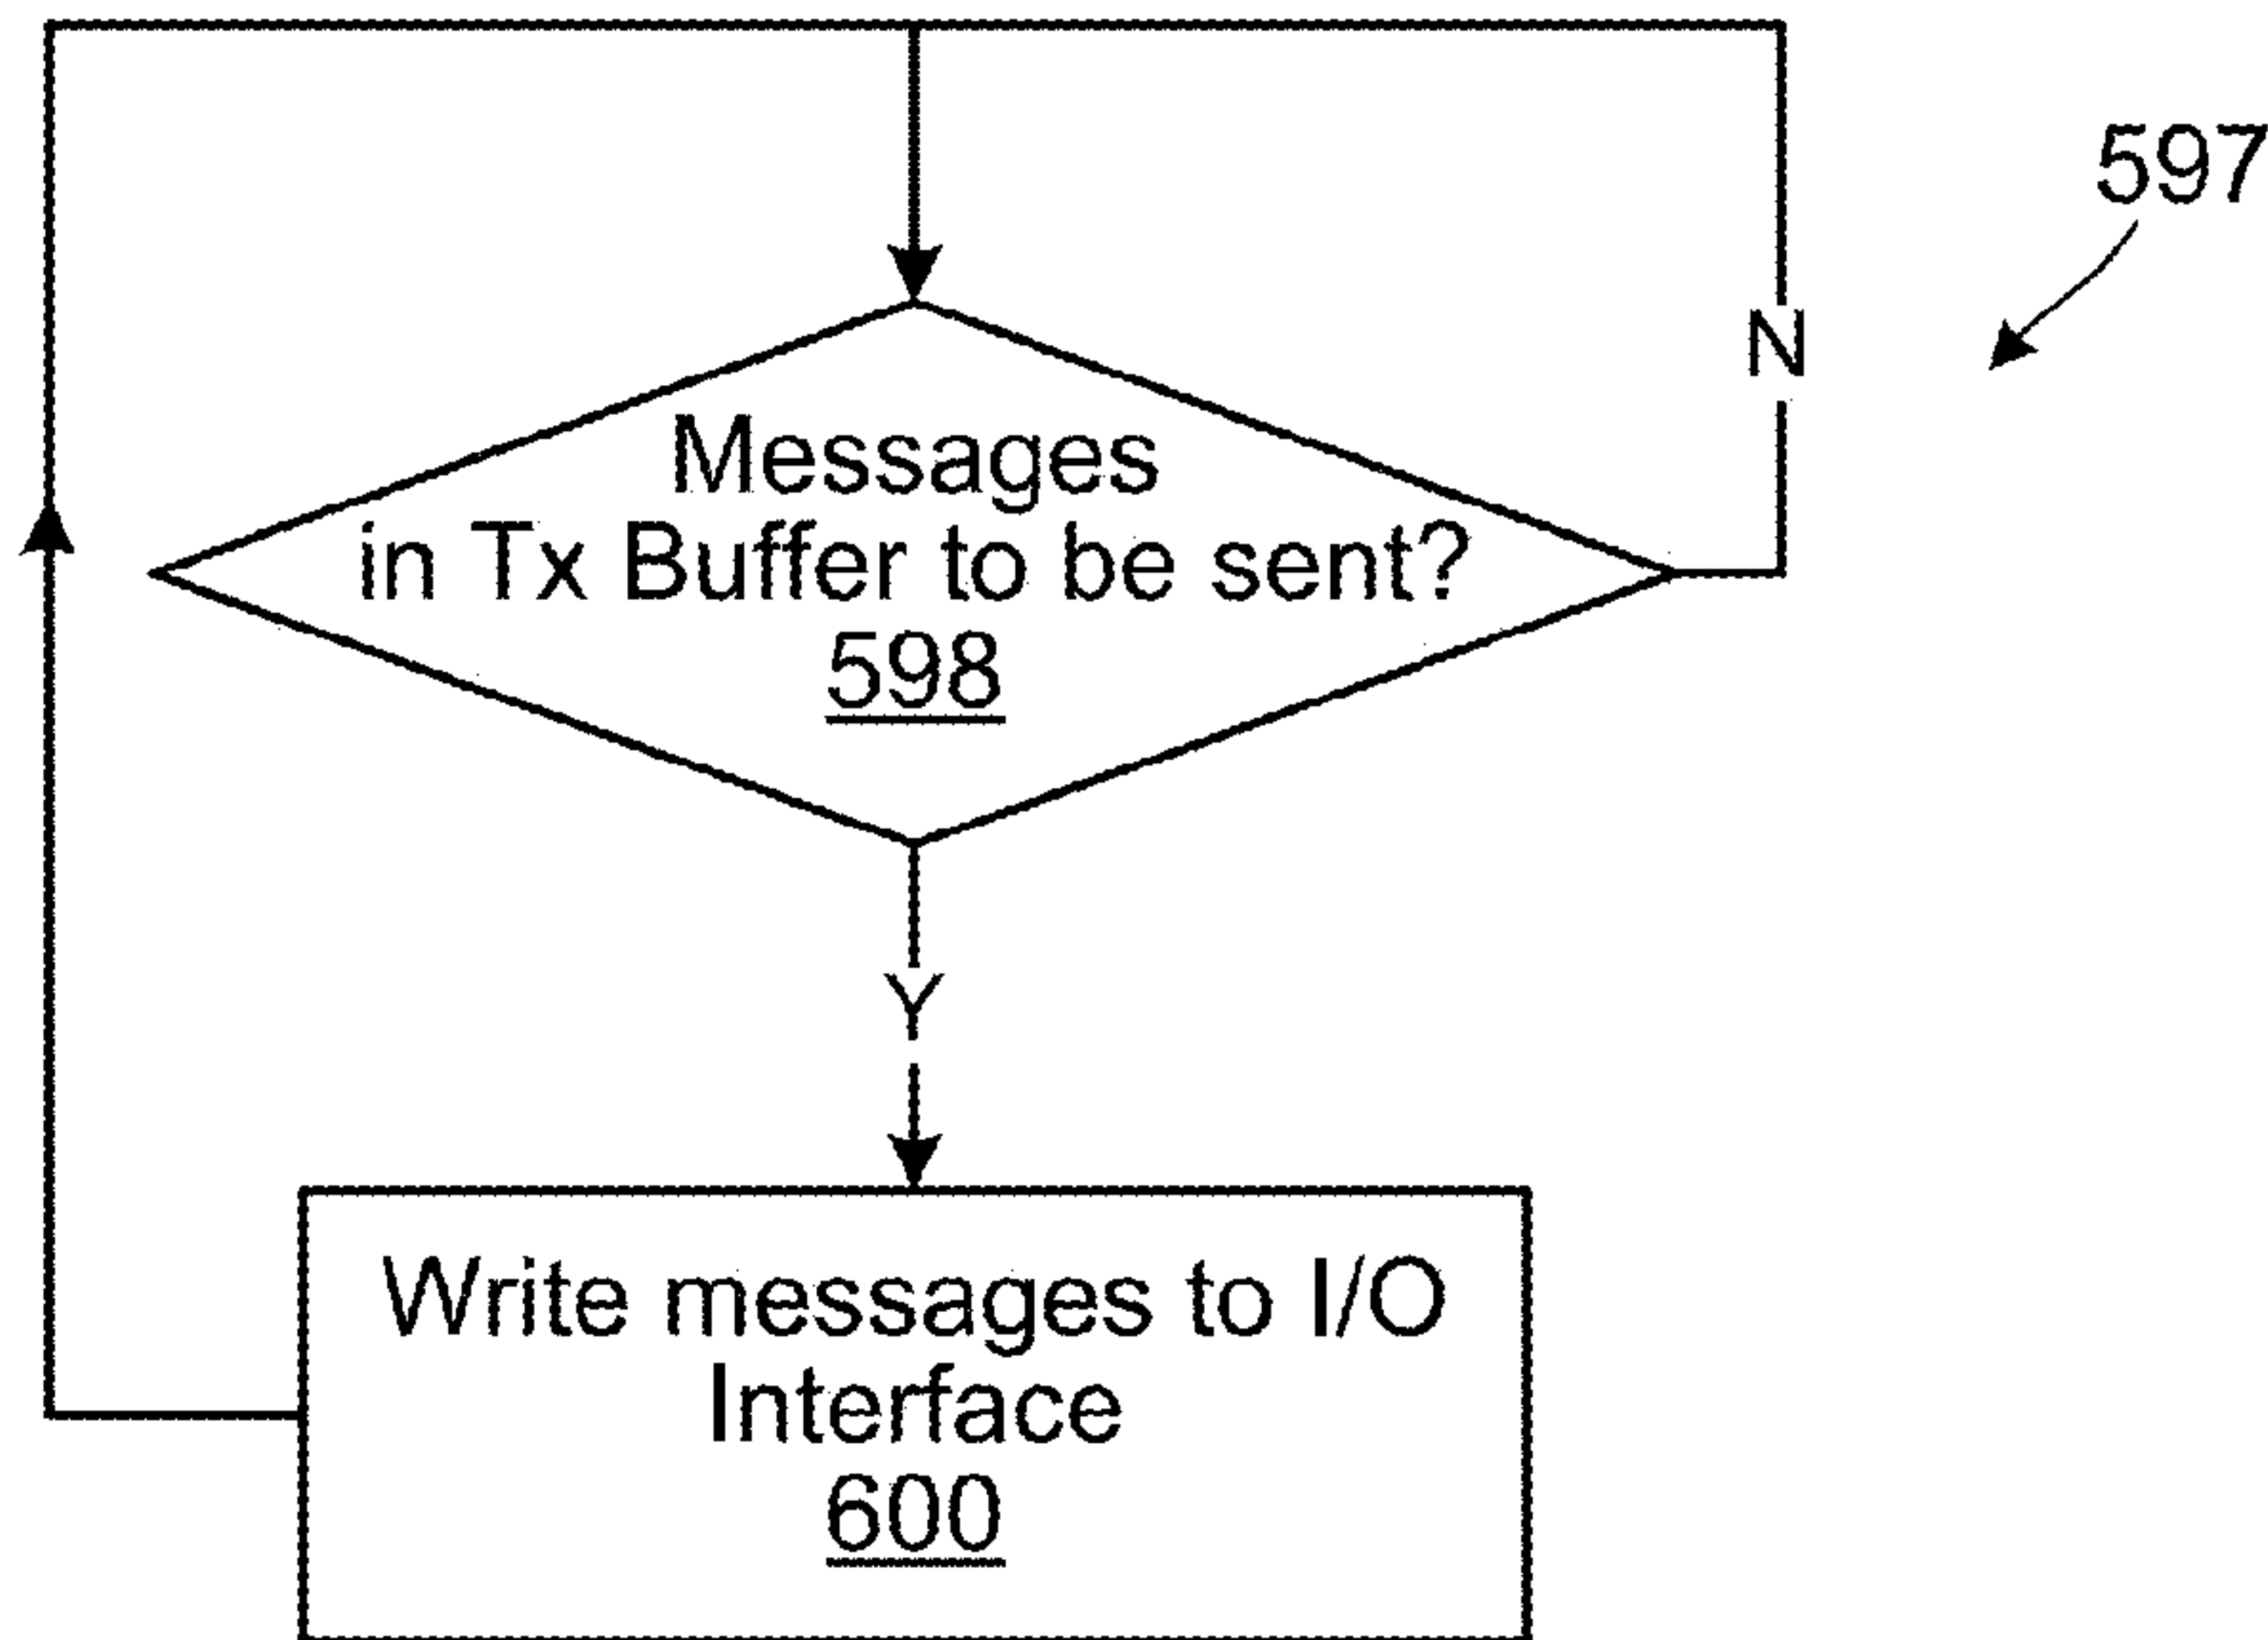 597
N
Messages
in Tx Buffer to be sent?
598
Y
Write messages to I/O
Interface
600